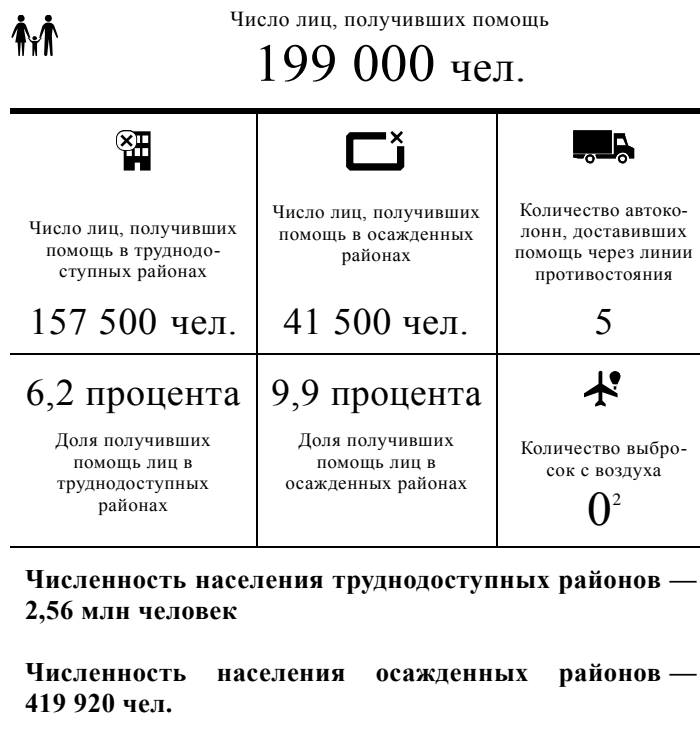 Число лиц, получивших помощь
199 000 чел.
Число лиц, получивших
помощь в труднодо-
ступных районах
157 500 чел.
Число лиц, получивших
помощь в осажденных
районах
41 500 чел.
Количество автоко-
лонн, доставивших
помощь через линии
противостояния
5
6,2 процента
Доля получивших
помощь лиц в
труднодоступных
районах
9,9 процента
Доля получивших
помощь лиц в
осажденных районах
Количество выбро-
сок с воздуха
0²
Численность населения труднодоступных районов —
2,56 млн человек
Численность населения осажденных районов —
419 920 чел.